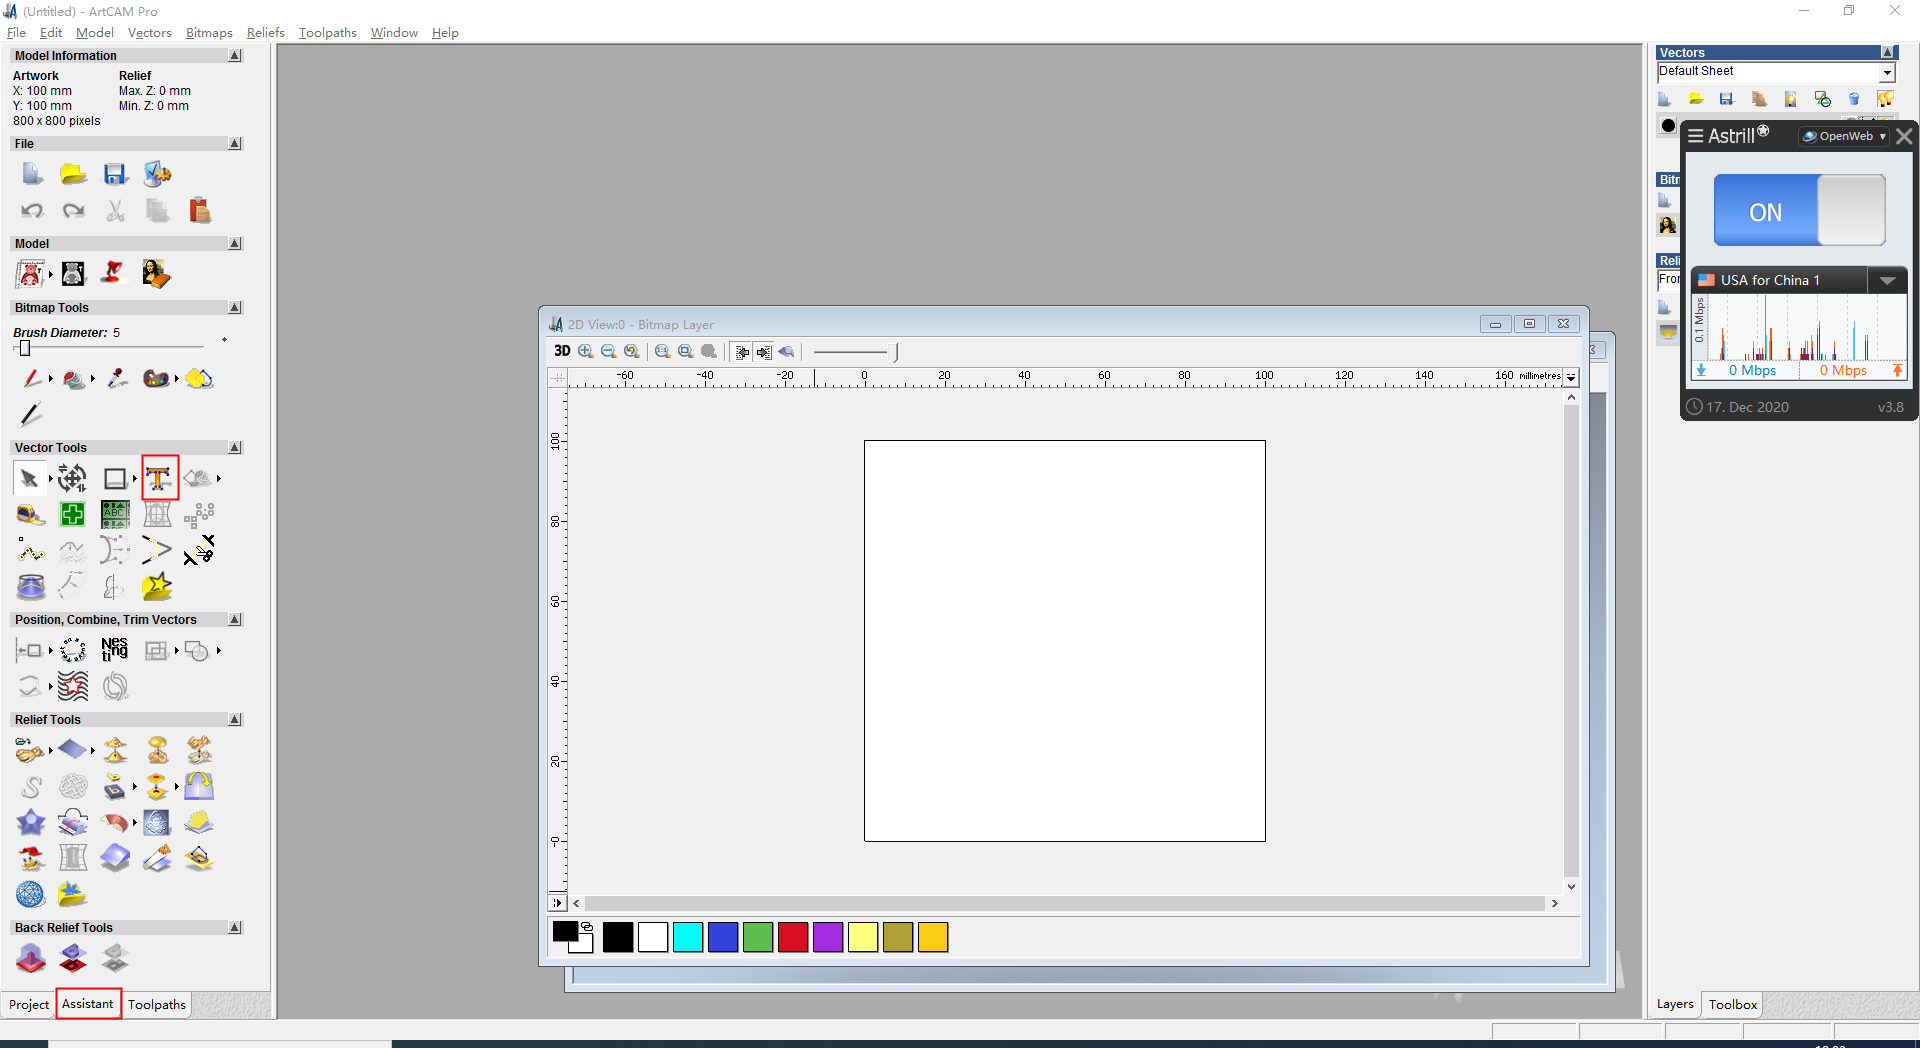 (Untitled) - ArtCAM Pro
File Edit Model Vectors Bitmaps Reliefs Toolpaths Window Help
Model Information
Artwork Relief
X: 100 mm Max. Z: 0 mm
Y: 100 mm Min. Z: 0 mm
800 x 800 pixels
File
Model
Bitmap Tools
Brush Diameter: 5
Vector Tools
ABC
Position, Combine, Trim Vectors
Nes
ti ng
Relief Tools
Back Relief Tools
Project Assistant Toolpaths
2D View:0 - Bitmap Layer
3D
-60 -40 -20 0 20 40 60 80 100 120 140 160 millimetres
100
80
60
40
20
-0
Vectors
Default Sheet
Astrill OpenWeb
ON
USA for China 1
0.1 Mbps
0 Mbps 0 Mbps
17. Dec 2020 v3.8
Layers Toolbox